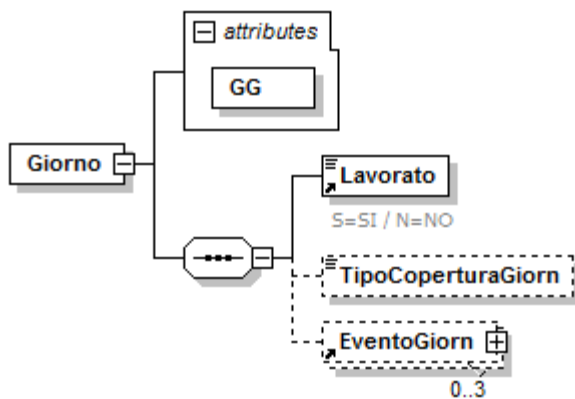 attributes
GG
Giorno
Lavorato
S=SI / N=NO
TipoCoperturaGiorn
EventoGiorn
0..3